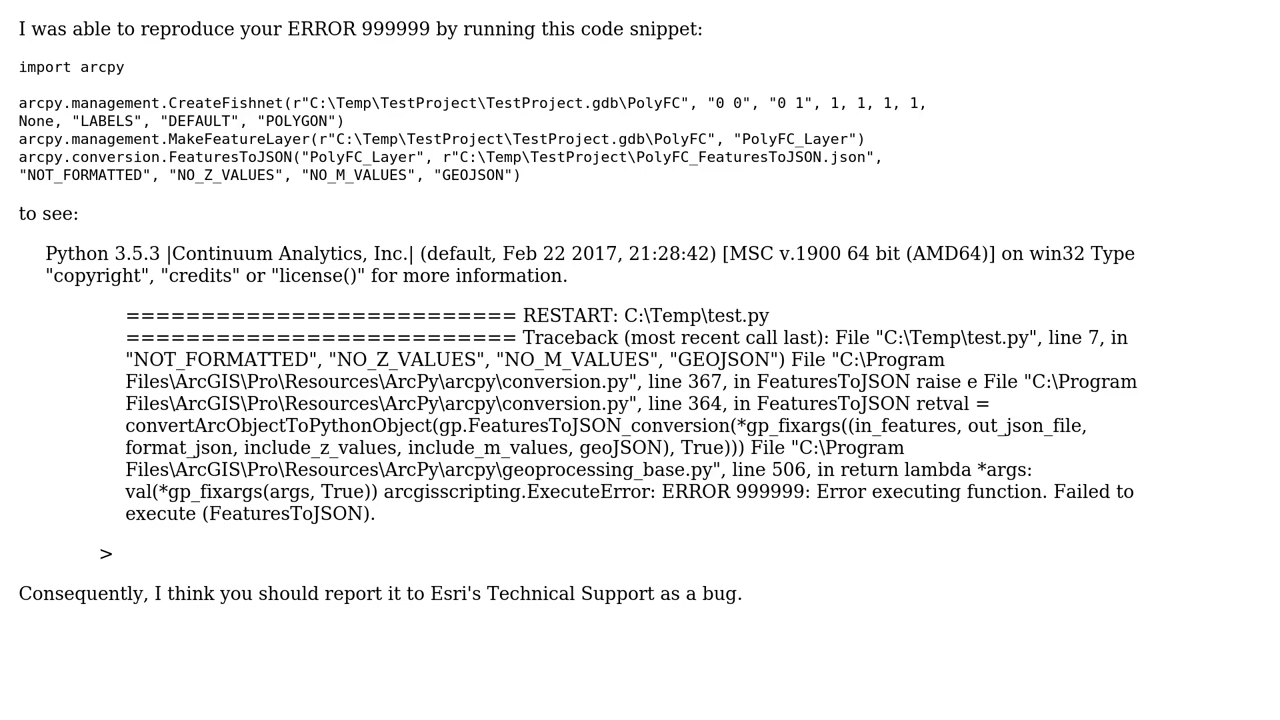 I was able to reproduce your ERROR 999999 by running this code snippet:
import arcpy
arcpy.management.CreateFishnet(r"C:\Temp\TestProject\TestProject.gdb\PolyFC", "0 0", "0 1", 1, 1, 1, 1,
None, "LABELS", "DEFAULT", "POLYGON")
arcpy.management.MakeFeatureLayer(r"C:\Temp\TestProject\TestProject.gdb\PolyFC", "PolyFC_Layer")
arcpy.conversion.FeaturesToJSON("PolyFC_Layer", r"C:\Temp\TestProject\PolyFC_FeaturesToJSON.json",
"NOT_FORMATTED", "NO_Z_VALUES", "NO_M_VALUES", "GEOJSON")
to see:
Python 3.5.3 |Continuum Analytics, Inc.| (default, Feb 22 2017, 21:28:42) [MSC v.1900 64 bit (AMD64)] on win32 Type
"copyright", "credits" or "license()" for more information.
========================== RESTART: C:\Temp\test.py
========================== Traceback (most recent call last): File "C:\Temp\test.py", line 7, in
"NOT_FORMATTED", "NO_Z_VALUES", "NO_M_VALUES", "GEOJSON") File "C:\Program
Files\ArcGIS\Pro\Resources\ArcPy\arcpy\conversion.py", line 367, in FeaturesToJSON raise e File "C:\Program
Files\ArcGIS\Pro\Resources\ArcPy\arcpy\conversion.py", line 364, in FeaturesToJSON retval =
convertArcObjectToPythonObject(gp.FeaturesToJSON_conversion(*gp_fixargs((in_features, out_json_file,
format_json, include_z_values, include_m_values, geoJSON), True))) File "C:\Program
Files\ArcGIS\Pro\Resources\ArcPy\arcpy\geoprocessing_base.py", line 506, in return lambda *args:
val(*gp_fixargs(args, True)) arcgisscripting.ExecuteError: ERROR 999999: Error executing function. Failed to
execute (FeaturesToJSON).
>
Consequently, I think you should report it to Esri's Technical Support as a bug.